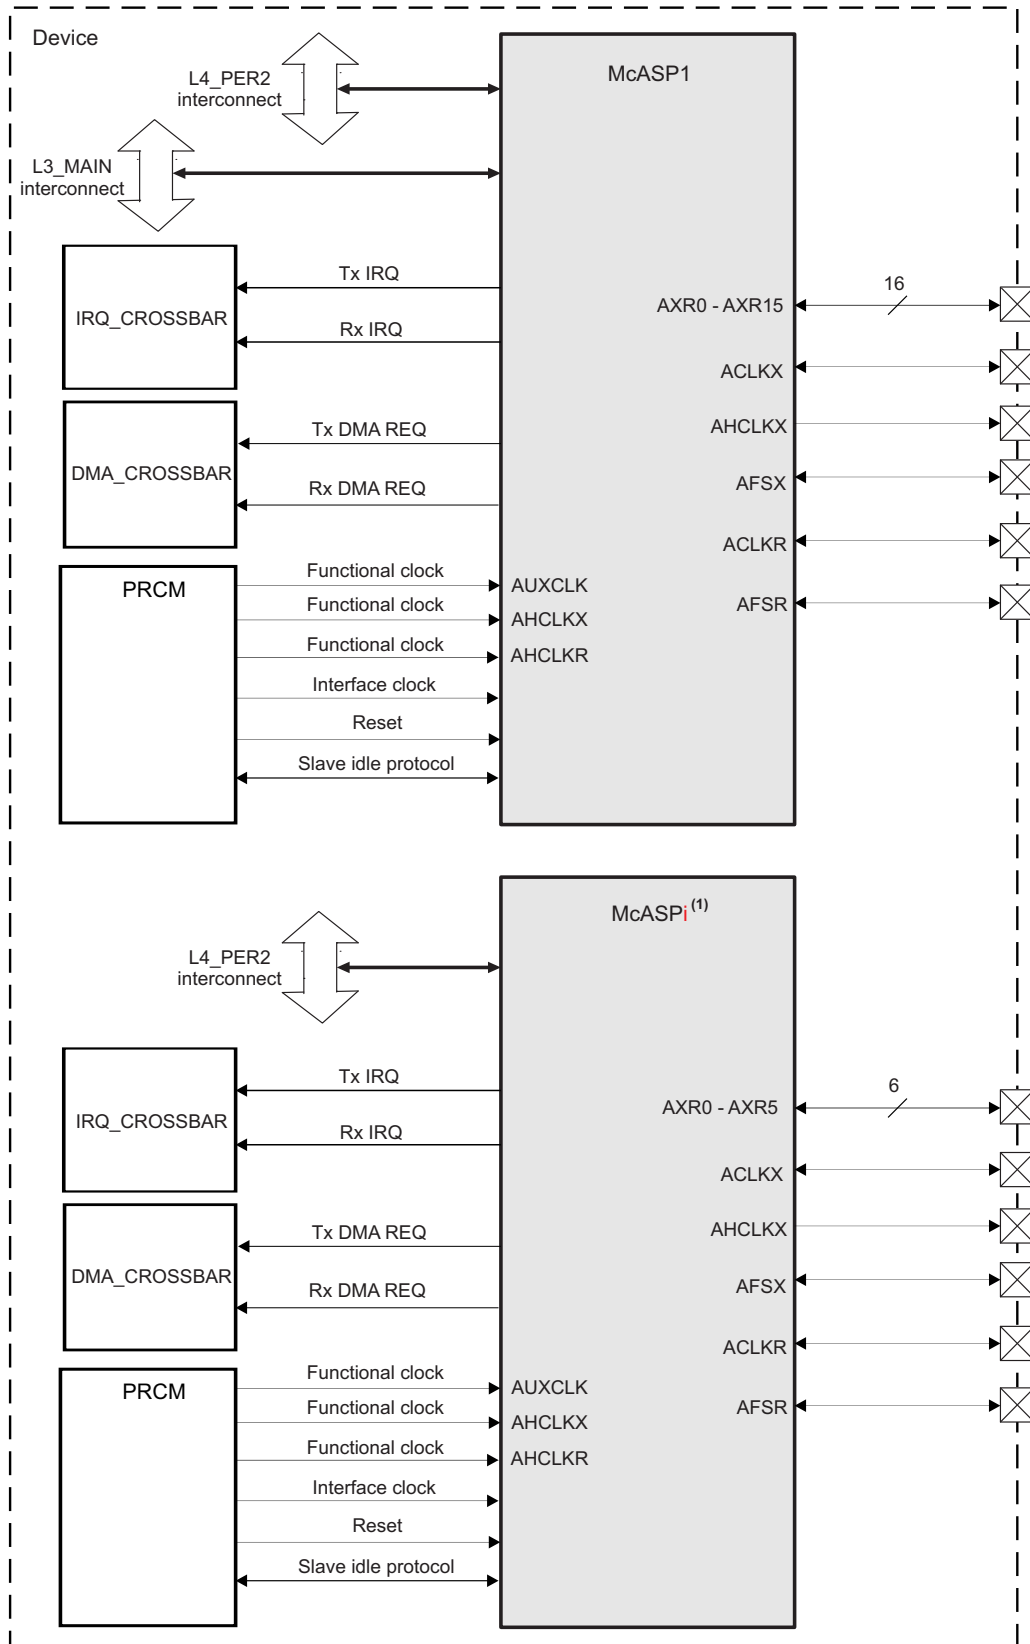 Device
L4_PER2
interconnect
McASP1
L3_MAIN
interconnect
Tx IRQ
IRQ_CROSSBAR
Rx IRQ
16
AXR0 - AXR15
ACLKX
Tx DMA REQ
AHCLKX
DMA_CROSSBAR
Rx DMA REQ
AFSX
ACLKR
PRCM
Functional clock
AUXCLK
Functional clock
AHCLKX
AFSR
Functional clock
AHCLKR
Interface clock
Reset
Slave idle protocol
McASPi (1)
L4_PER2
interconnect
Tx IRQ
IRQ_CROSSBAR
Rx IRQ
6
AXR0 - AXR5
ACLKX
Tx DMA REQ
AHCLKX
DMA_CROSSBAR
Rx DMA REQ
AFSX
ACLKR
PRCM
Functional clock
AUXCLK
Functional clock
AHCLKX
AFSR
Functional clock
AHCLKR
Interface clock
Reset
Slave idle protocol